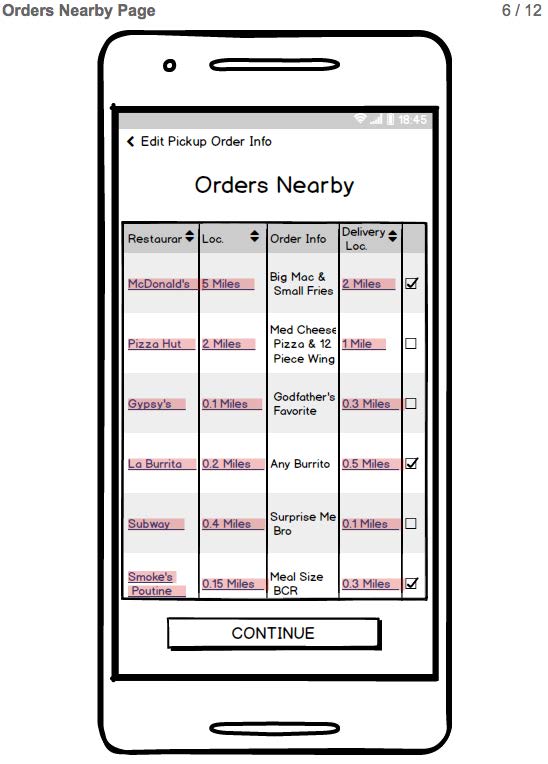 Orders Nearby Page
6 / 12
18:45
Edit Pickup Order Info
Orders Nearby
Restaurar Loc. Order Info Delivery Loc.
McDonald's 5 Miles Big Mac & Small Fries 2 Miles
Pizza Hut 2 Miles Med Cheese Pizza & 12 Piece Wing 1 Mile
Gypsy's 0.1 Miles Godfather's Favorite 0.3 Miles
La Burrita 0.2 Miles Any Burrito 0.5 Miles
Subway 0.4 Miles Surprise Me Bro 0.1 Miles
Smoke's Poutine 0.15 Miles Meal Size BCR 0.3 Miles
CONTINUE